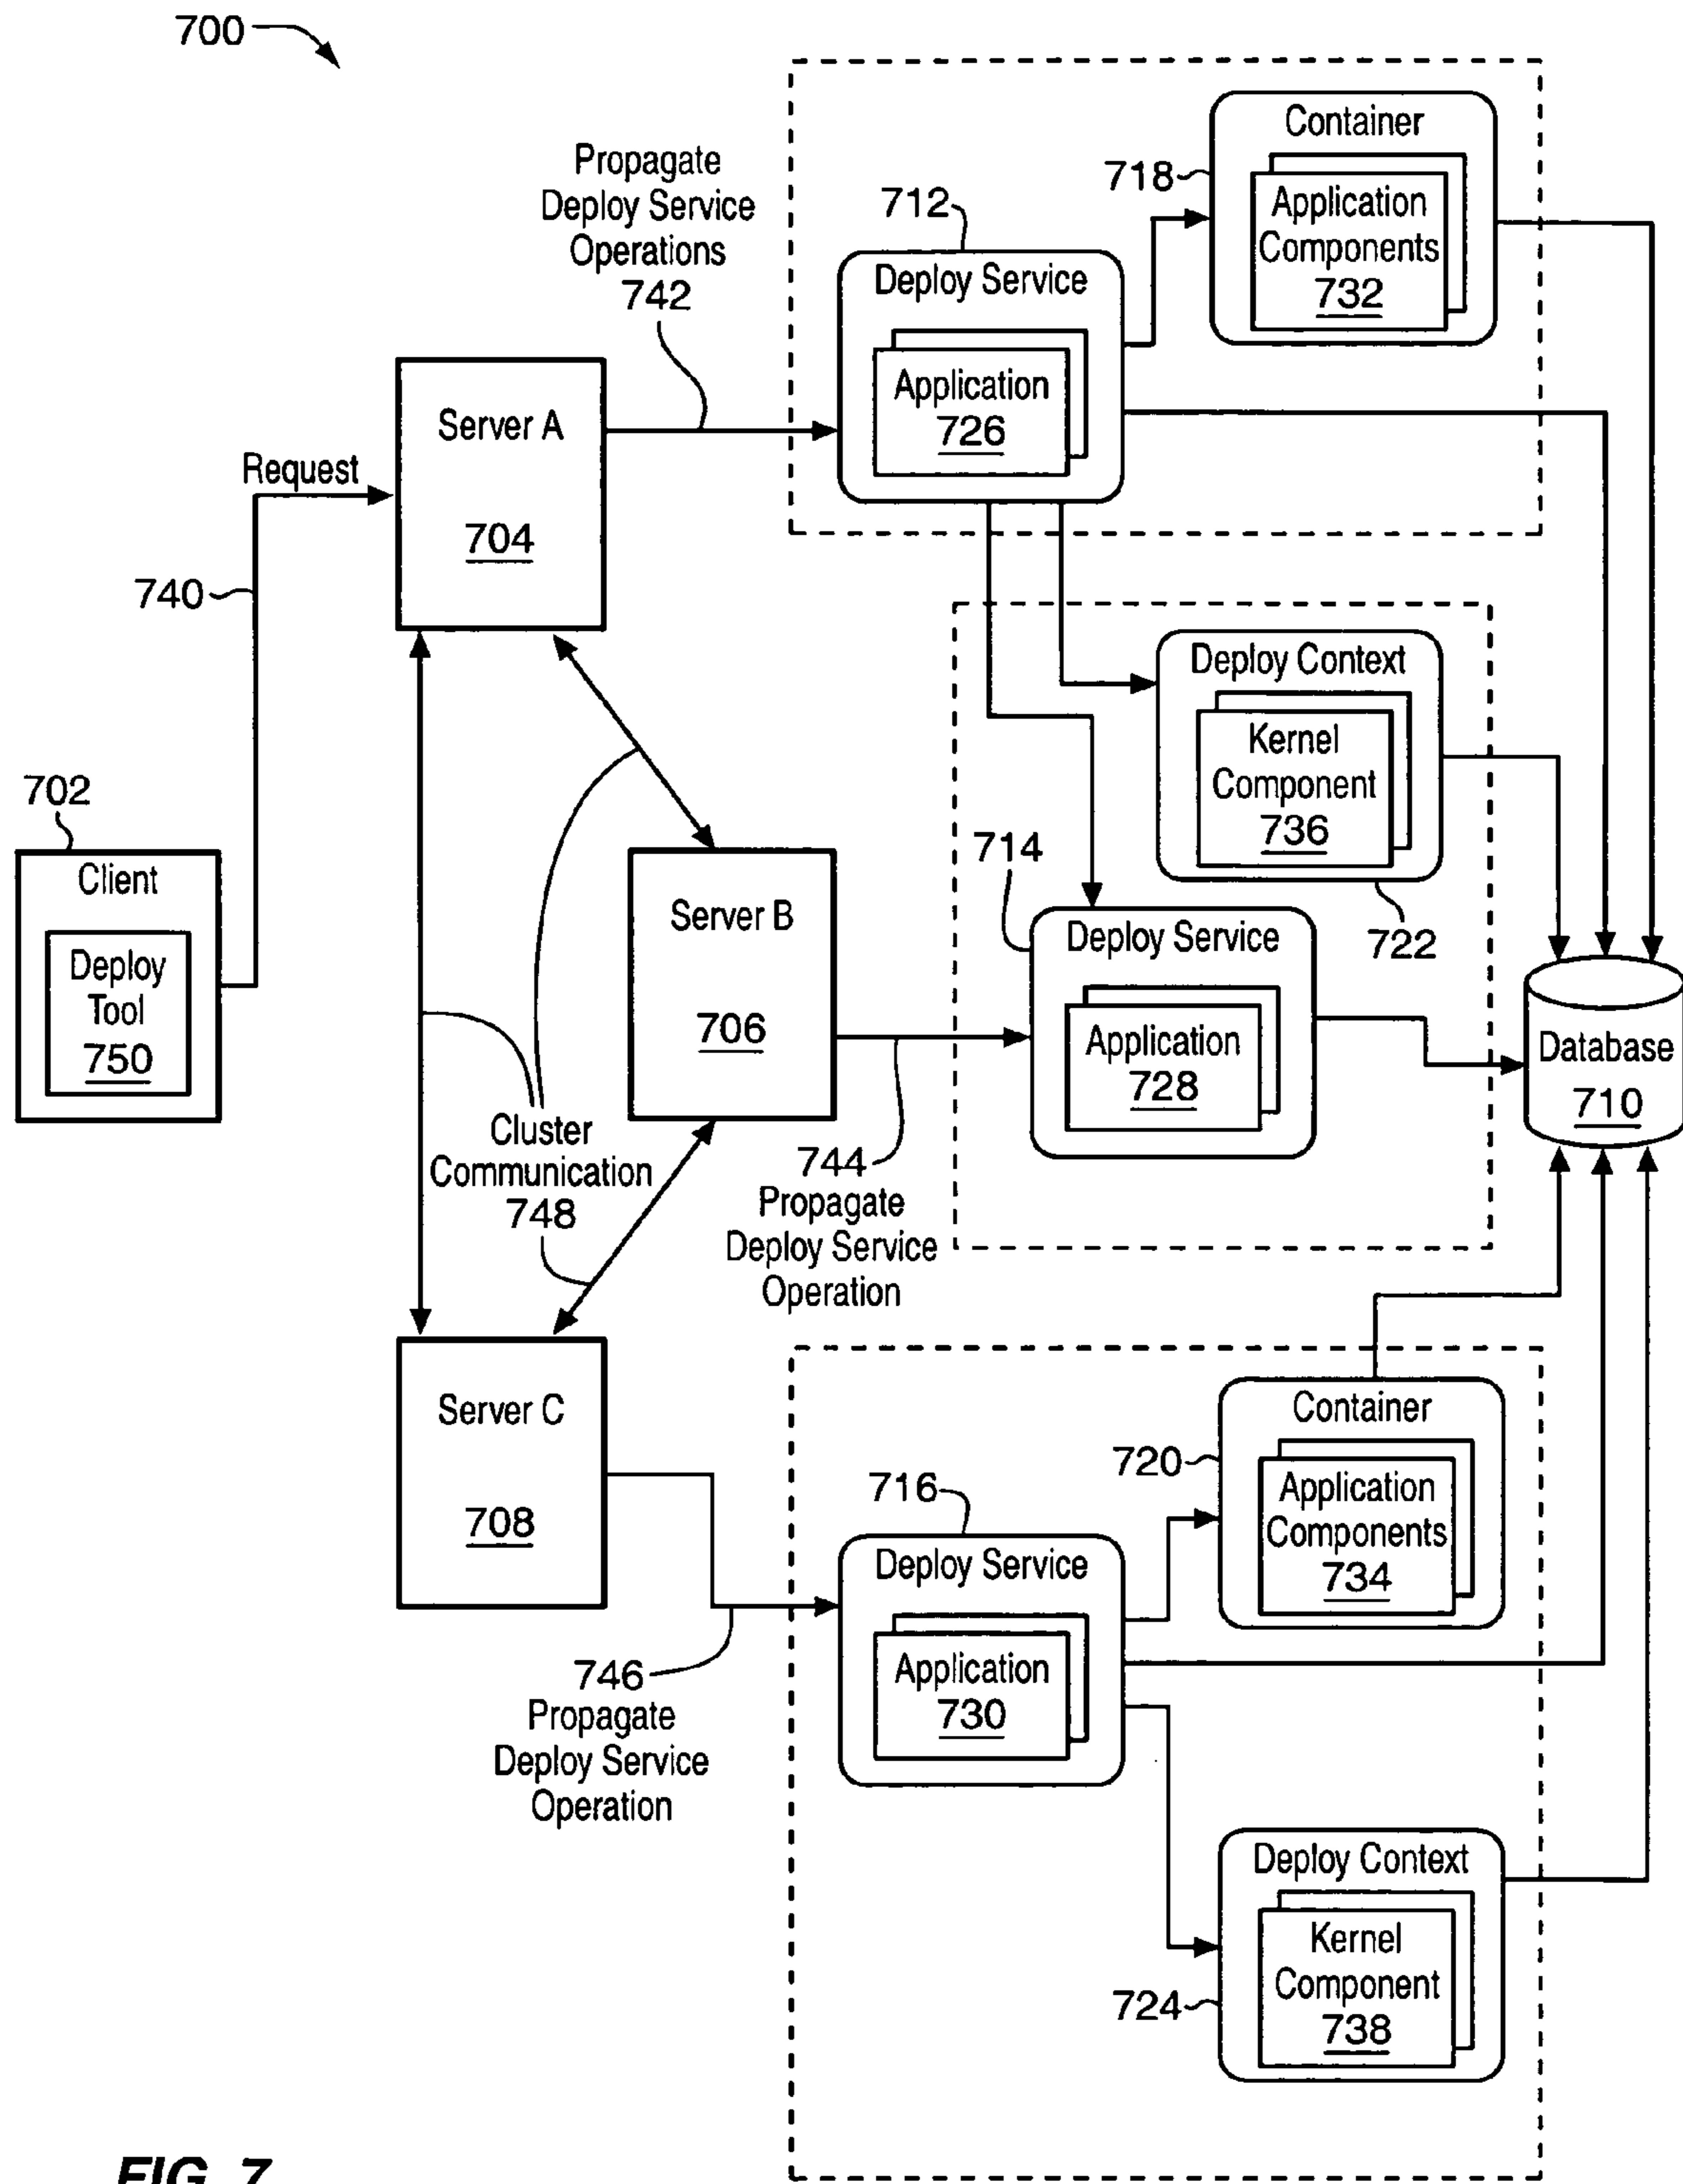 700
Container
718
Application
Components
732
Propagate
Deploy Service
Operations
742
712
Deploy Service
Application
726
Server A
704
Request
740
Deploy Context
Kernel
Component
736
722
702
Client
Deploy
Tool
750
Server B
706
714
Deploy Service
Application
728
Database
710
Cluster
Communication
748
744
Propagate
Deploy Service
Operation
Server C
708
Container
720
Application
Components
734
716
Deploy Service
Application
730
746
Propagate
Deploy Service
Operation
Deploy Context
Kernel
Component
738
724
FIG. 7